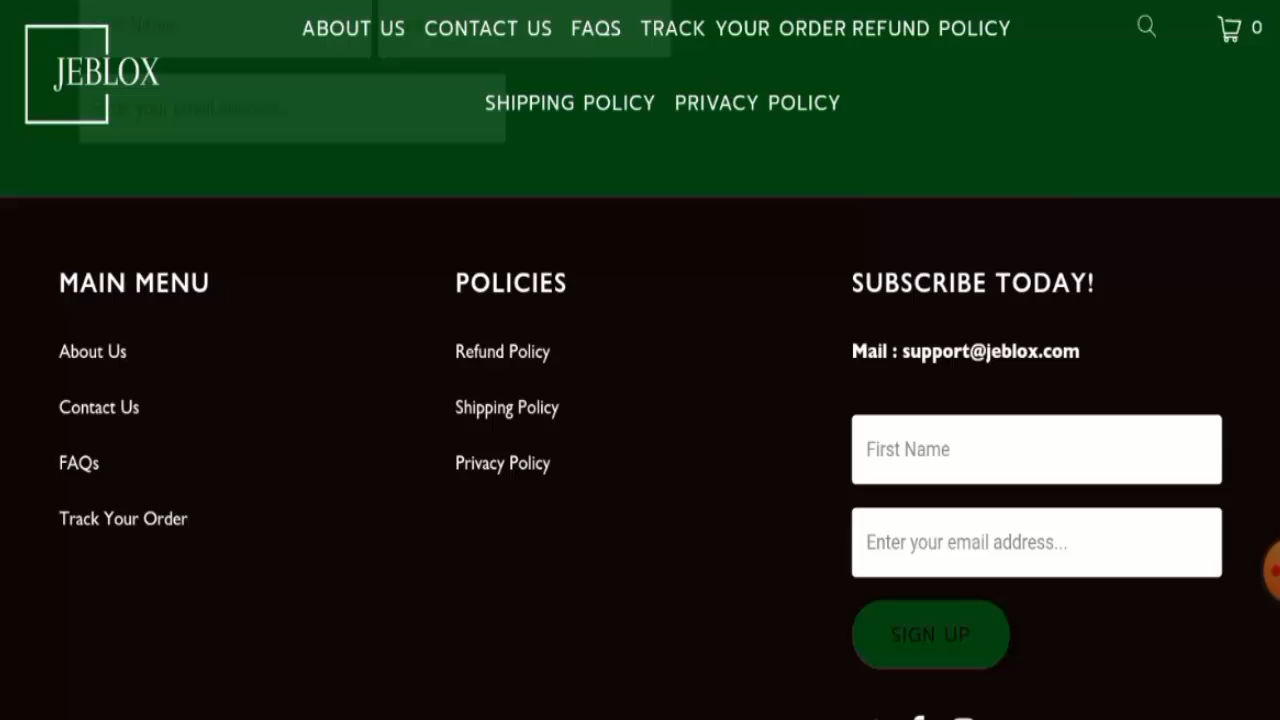 ABOUT US CONTACT US FAQS TRACK YOUR ORDER REFUND POLICY
0
JEBLOX
SHIPPING POLICY PRIVACY POLICY
MAIN MENU
POLICIES
SUBSCRIBE TODAY!
About Us
Refund Policy
Mail : support@jeblox.com
Contact Us
Shipping Policy
First Name
FAQs
Privacy Policy
Track Your Order
Enter your email address...
SIGN UP